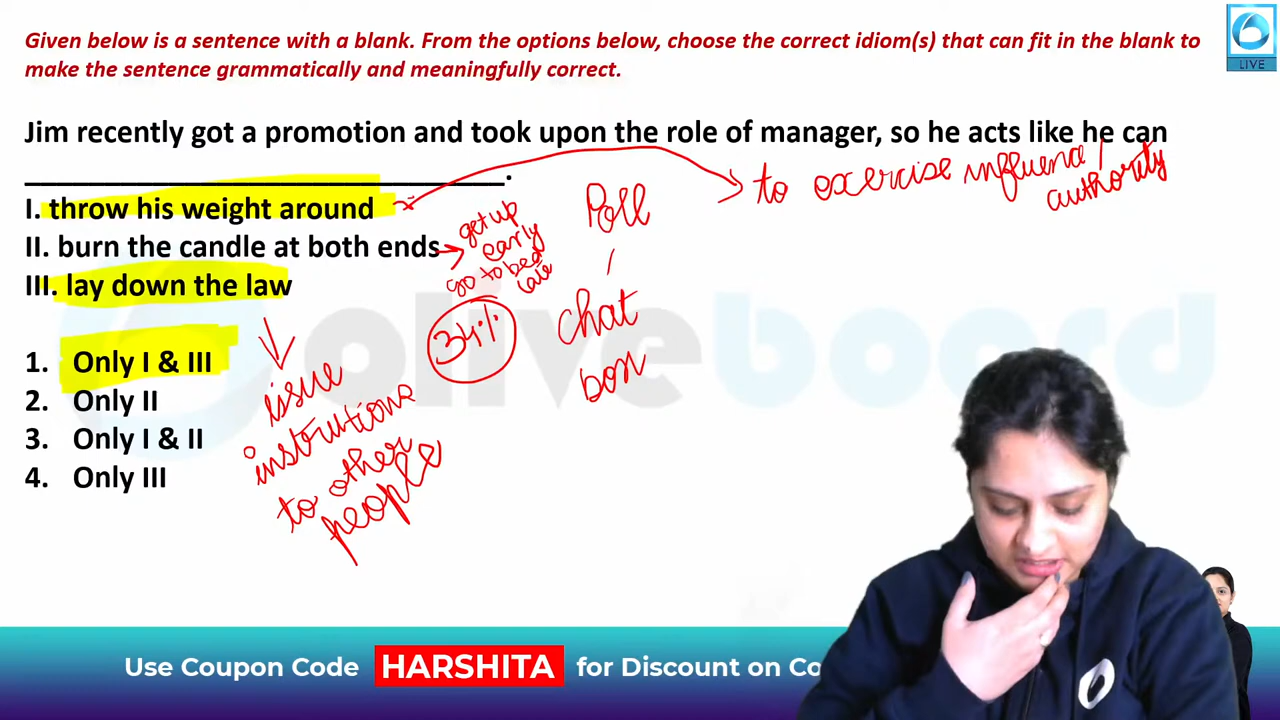 Given below is a sentence with a blank. From the options below, choose the correct idiom(s) that can fit in the blank to
make the sentence grammatically and meaningfully correct.
LIVE
Jim recently got a promotion and took upon the role of manager, so he acts like he can
________________________________.
to exercise influence /
authority
I. throw his weight around
II. burn the candle at both ends
III. lay down the law
get up
early
go to bed
late
Poll
/
chat
box
34%
1. Only I & III
2. Only II
3. Only I & II
4. Only III
issue
instrutions
to other
people
oliveboard
Use Coupon Code HARSHITA for Discount on Co